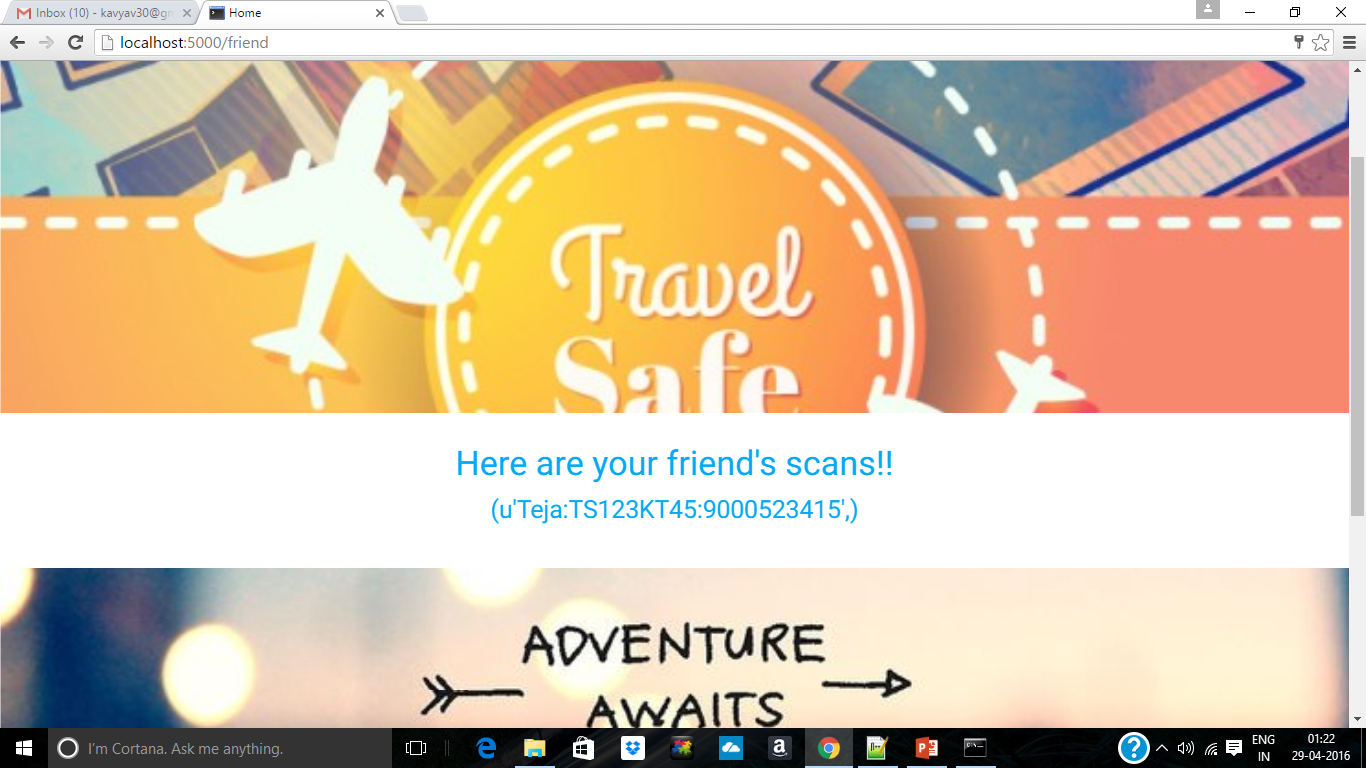 Inbox (10) - kavyav30@gm
Home
localhost:5000/friend
Travel
Safe
Here are your friend's scans!!
(u'Teja:TS123KT45:9000523415',)
ADVENTURE
AWAITS
I'm Cortana. Ask me anything.
ENG
IN
01:22
29-04-2016